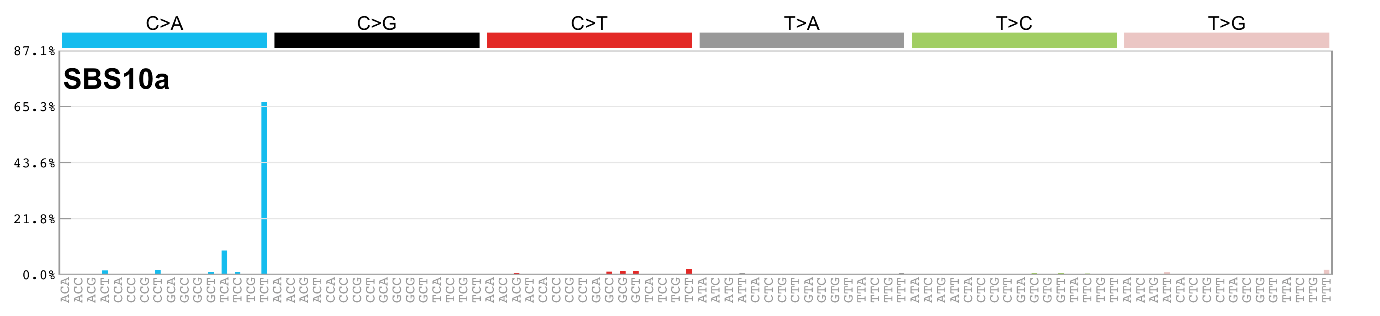 C>A C>G C>T T>A T>C T>G
87.1%
SBS10a
65.3%
43.6%
21.8%
0.0%
ACA ACC ACG ACT CCA CCC CCG CCT GCA GCC GCG GCT TCA TCC TCG TCT ACA ACC ACG ACT CCA CCC CCG CCT GCA GCC GCG GCT TCA TCC TCG TCT ACA ACC ACG ACT CCA CCC CCG CCT GCA GCC GCG GCT TCA TCC TCG TCT ATA ATC ATG ATT CTA CTC CTG CTT GTA GTC GTG GTT TTA TTC TTG TTT ATA ATC ATG ATT CTA CTC CTG CTT GTA GTC GTG GTT TTA TTC TTG TTT ATA ATC ATG ATT CTA CTC CTG CTT GTA GTC GTG GTT TTA TTC TTG TTT